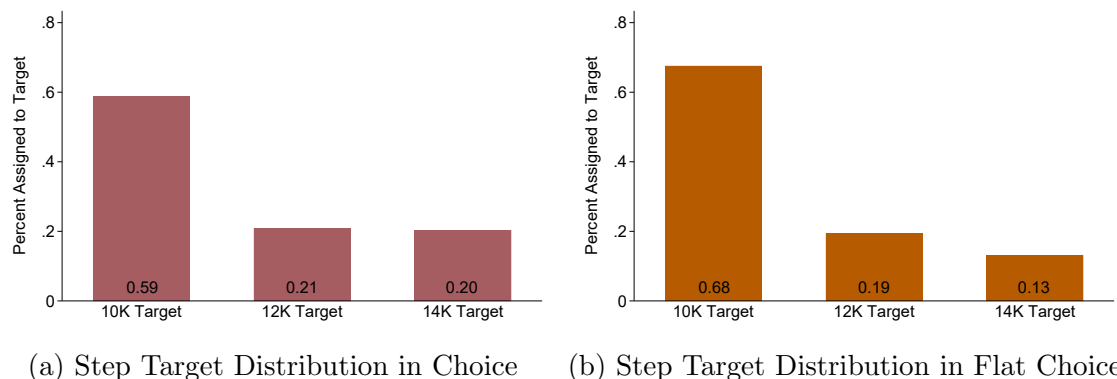 .8
.6
.4
.2
0
Percent Assigned to Target
0.59
0.21
0.20
10K Target
12K Target
14K Target
(a) Step Target Distribution in Choice
.8
.6
.4
.2
0
Percent Assigned to Target
0.68
0.19
0.13
10K Target
12K Target
14K Target
(b) Step Target Distribution in Flat Choice